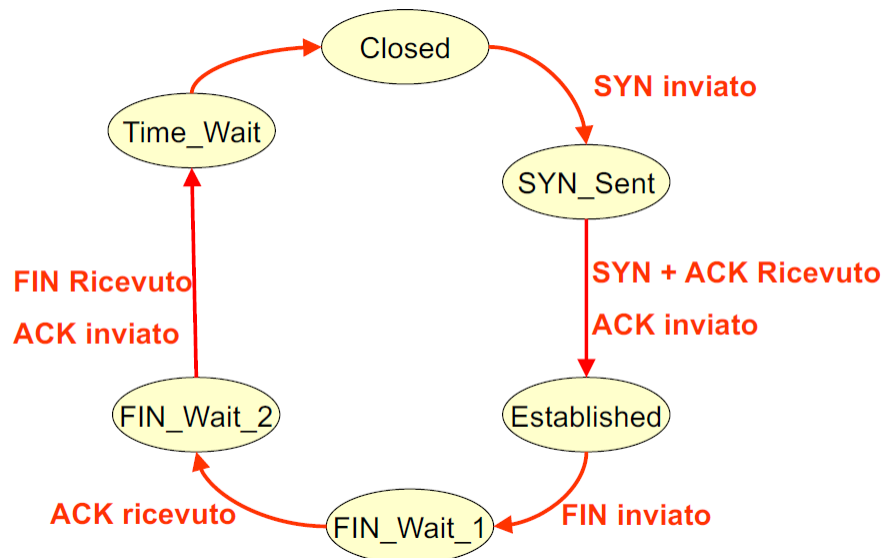 Closed
SYN inviato
Time_Wait
SYN_Sent
SYN + ACK Ricevuto
FIN Ricevuto
ACK inviato
ACK inviato
FIN_Wait_2
Established
ACK ricevuto
FIN_Wait_1
FIN inviato